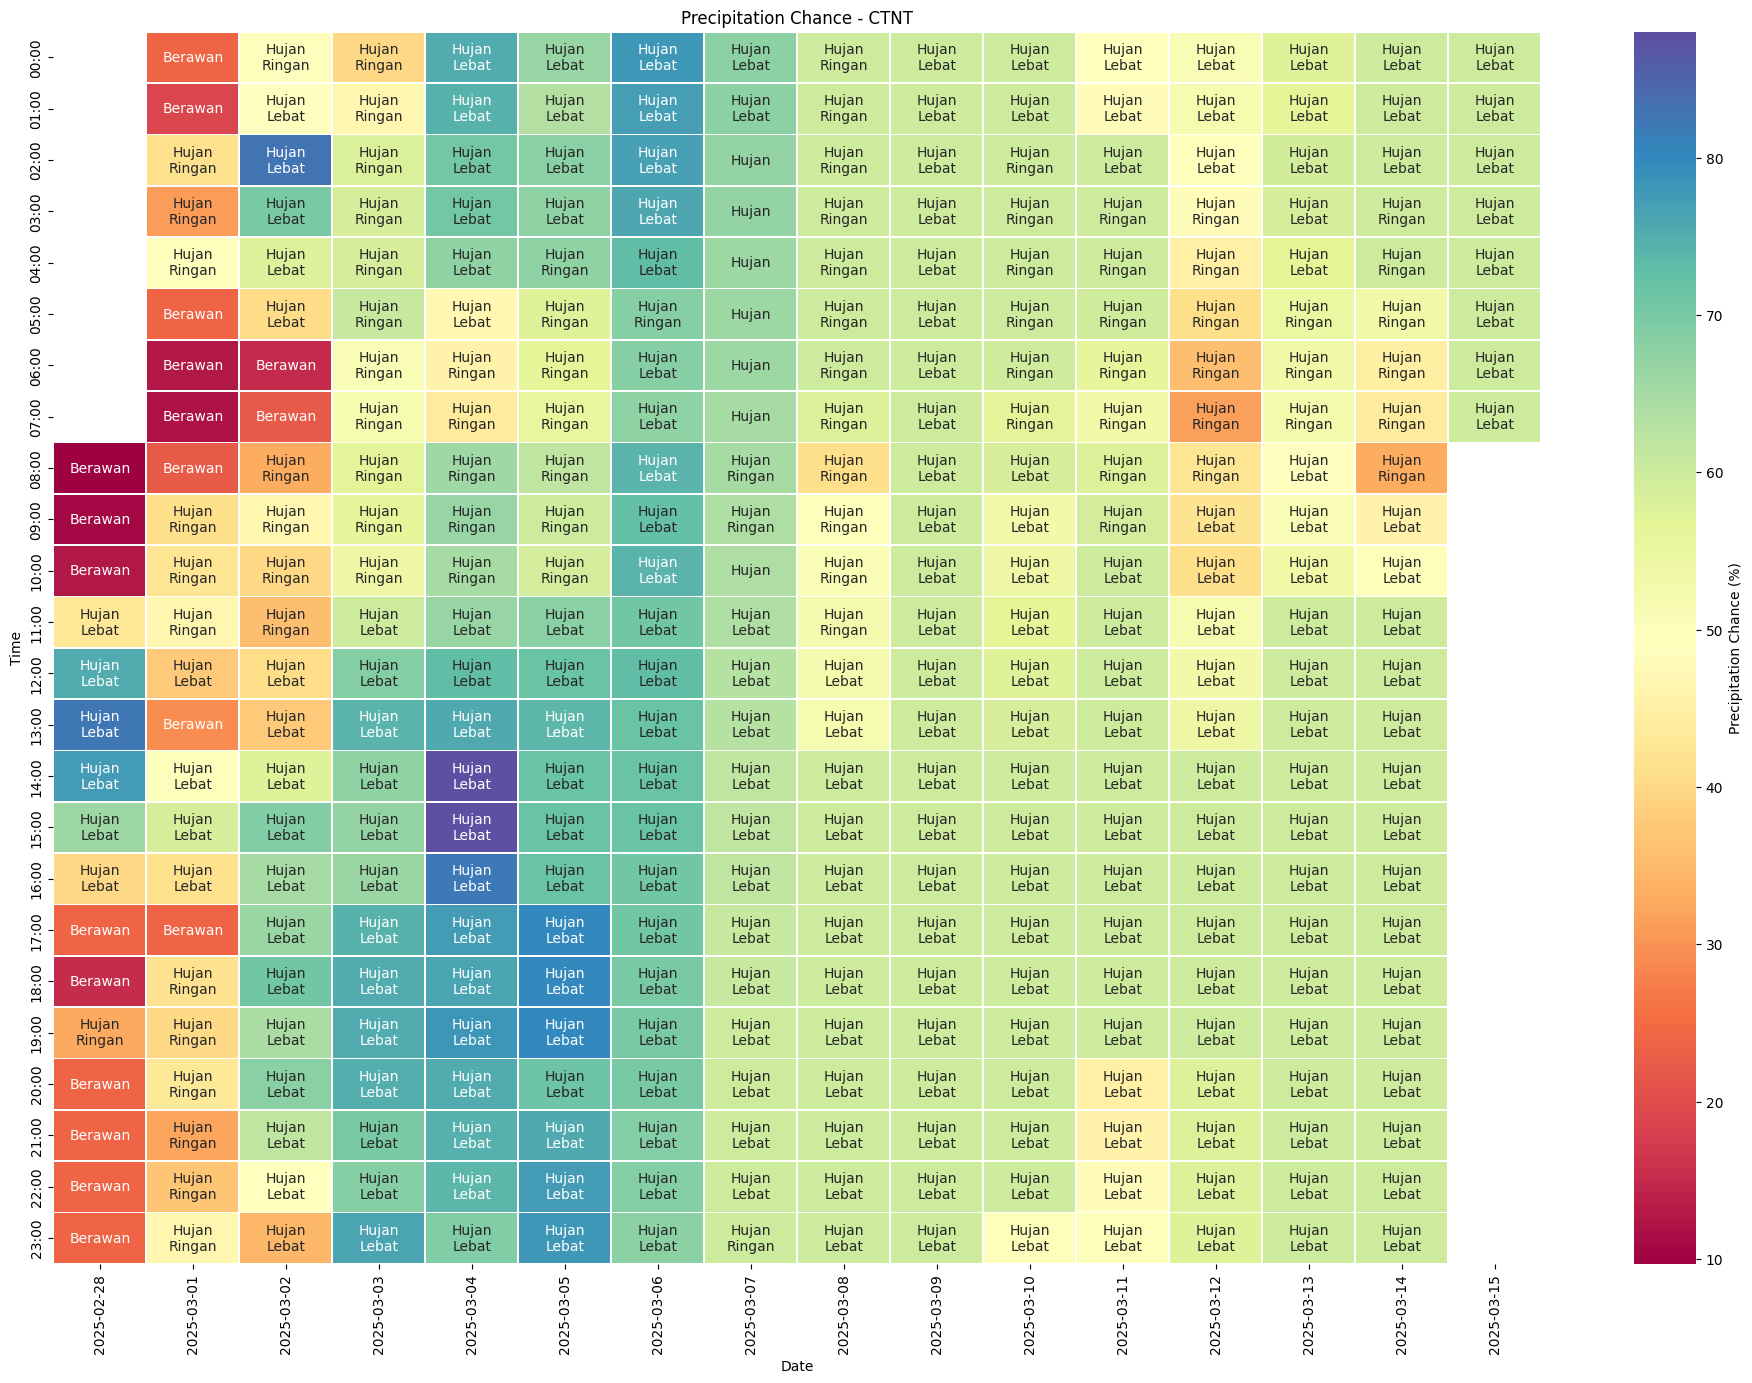 Precipitation Chance - CTNT
00:00 Berawan Hujan Ringan Hujan Ringan Hujan Lebat Hujan Lebat Hujan Lebat Hujan Lebat Hujan Ringan Hujan Lebat Hujan Lebat Hujan Lebat Hujan Lebat Hujan Lebat Hujan Lebat Hujan Lebat
01:00 Berawan Hujan Lebat Hujan Ringan Hujan Lebat Hujan Lebat Hujan Lebat Hujan Lebat Hujan Ringan Hujan Lebat Hujan Lebat Hujan Lebat Hujan Lebat Hujan Lebat Hujan Lebat Hujan Lebat
02:00 Hujan Ringan Hujan Lebat Hujan Ringan Hujan Lebat Hujan Lebat Hujan Lebat Hujan Hujan Ringan Hujan Lebat Hujan Ringan Hujan Lebat Hujan Lebat Hujan Lebat Hujan Lebat Hujan Lebat
03:00 Hujan Ringan Hujan Lebat Hujan Ringan Hujan Lebat Hujan Lebat Hujan Lebat Hujan Hujan Ringan Hujan Lebat Hujan Ringan Hujan Ringan Hujan Ringan Hujan Lebat Hujan Ringan Hujan Lebat
04:00 Hujan Ringan Hujan Lebat Hujan Ringan Hujan Lebat Hujan Ringan Hujan Lebat Hujan Hujan Ringan Hujan Lebat Hujan Ringan Hujan Ringan Hujan Ringan Hujan Lebat Hujan Ringan Hujan Lebat
05:00 Berawan Hujan Lebat Hujan Ringan Hujan Lebat Hujan Ringan Hujan Ringan Hujan Hujan Ringan Hujan Lebat Hujan Ringan Hujan Ringan Hujan Ringan Hujan Ringan Hujan Ringan Hujan Lebat
06:00 Berawan Berawan Hujan Ringan Hujan Ringan Hujan Ringan Hujan Lebat Hujan Hujan Ringan Hujan Lebat Hujan Ringan Hujan Ringan Hujan Ringan Hujan Ringan Hujan Ringan Hujan Lebat
07:00 Berawan Berawan Hujan Ringan Hujan Ringan Hujan Ringan Hujan Lebat Hujan Hujan Ringan Hujan Lebat Hujan Ringan Hujan Ringan Hujan Ringan Hujan Ringan Hujan Ringan Hujan Lebat
08:00 Berawan Berawan Hujan Ringan Hujan Ringan Hujan Ringan Hujan Ringan Hujan Lebat Hujan Ringan Hujan Ringan Hujan Lebat Hujan Lebat Hujan Ringan Hujan Ringan Hujan Lebat Hujan Ringan
09:00 Berawan Hujan Ringan Hujan Ringan Hujan Ringan Hujan Ringan Hujan Ringan Hujan Lebat Hujan Ringan Hujan Ringan Hujan Lebat Hujan Lebat Hujan Ringan Hujan Lebat Hujan Lebat Hujan Lebat
10:00 Berawan Hujan Ringan Hujan Ringan Hujan Ringan Hujan Ringan Hujan Ringan Hujan Lebat Hujan Hujan Ringan Hujan Lebat Hujan Lebat Hujan Lebat Hujan Lebat Hujan Lebat Hujan Lebat
11:00 Hujan Lebat Hujan Ringan Hujan Ringan Hujan Lebat Hujan Lebat Hujan Lebat Hujan Lebat Hujan Lebat Hujan Ringan Hujan Lebat Hujan Lebat Hujan Lebat Hujan Lebat Hujan Lebat Hujan Lebat
12:00 Hujan Lebat Hujan Lebat Hujan Lebat Hujan Lebat Hujan Lebat Hujan Lebat Hujan Lebat Hujan Lebat Hujan Lebat Hujan Lebat Hujan Lebat Hujan Lebat Hujan Lebat Hujan Lebat Hujan Lebat
13:00 Hujan Lebat Berawan Hujan Lebat Hujan Lebat Hujan Lebat Hujan Lebat Hujan Lebat Hujan Lebat Hujan Lebat Hujan Lebat Hujan Lebat Hujan Lebat Hujan Lebat Hujan Lebat Hujan Lebat
14:00 Hujan Lebat Hujan Lebat Hujan Lebat Hujan Lebat Hujan Lebat Hujan Lebat Hujan Lebat Hujan Lebat Hujan Lebat Hujan Lebat Hujan Lebat Hujan Lebat Hujan Lebat Hujan Lebat Hujan Lebat
15:00 Hujan Lebat Hujan Lebat Hujan Lebat Hujan Lebat Hujan Lebat Hujan Lebat Hujan Lebat Hujan Lebat Hujan Lebat Hujan Lebat Hujan Lebat Hujan Lebat Hujan Lebat Hujan Lebat Hujan Lebat
16:00 Hujan Lebat Hujan Lebat Hujan Lebat Hujan Lebat Hujan Lebat Hujan Lebat Hujan Lebat Hujan Lebat Hujan Lebat Hujan Lebat Hujan Lebat Hujan Lebat Hujan Lebat Hujan Lebat Hujan Lebat
17:00 Berawan Berawan Hujan Lebat Hujan Lebat Hujan Lebat Hujan Lebat Hujan Lebat Hujan Lebat Hujan Lebat Hujan Lebat Hujan Lebat Hujan Lebat Hujan Lebat Hujan Lebat Hujan Lebat
18:00 Berawan Hujan Ringan Hujan Lebat Hujan Lebat Hujan Lebat Hujan Lebat Hujan Lebat Hujan Lebat Hujan Lebat Hujan Lebat Hujan Lebat Hujan Lebat Hujan Lebat Hujan Lebat Hujan Lebat
19:00 Hujan Ringan Hujan Ringan Hujan Lebat Hujan Lebat Hujan Lebat Hujan Lebat Hujan Lebat Hujan Lebat Hujan Lebat Hujan Lebat Hujan Lebat Hujan Lebat Hujan Lebat Hujan Lebat Hujan Lebat
20:00 Berawan Hujan Ringan Hujan Lebat Hujan Lebat Hujan Lebat Hujan Lebat Hujan Lebat Hujan Lebat Hujan Lebat Hujan Lebat Hujan Lebat Hujan Lebat Hujan Lebat Hujan Lebat Hujan Lebat
21:00 Berawan Hujan Ringan Hujan Lebat Hujan Lebat Hujan Lebat Hujan Lebat Hujan Lebat Hujan Lebat Hujan Lebat Hujan Lebat Hujan Lebat Hujan Lebat Hujan Lebat Hujan Lebat Hujan Lebat
22:00 Berawan Hujan Ringan Hujan Lebat Hujan Lebat Hujan Lebat Hujan Lebat Hujan Lebat Hujan Lebat Hujan Lebat Hujan Lebat Hujan Lebat Hujan Lebat Hujan Lebat Hujan Lebat Hujan Lebat
23:00 Berawan Hujan Ringan Hujan Lebat Hujan Lebat Hujan Lebat Hujan Lebat Hujan Lebat Hujan Ringan Hujan Lebat Hujan Lebat Hujan Lebat Hujan Lebat Hujan Lebat Hujan Lebat Hujan Lebat
Time
2025-02-28 2025-03-01 2025-03-02 2025-03-03 2025-03-04 2025-03-05 2025-03-06 2025-03-07 2025-03-08 2025-03-09 2025-03-10 2025-03-11 2025-03-12 2025-03-13 2025-03-14 2025-03-15
Date
80
70
60
50
40
30
20
10
Precipitation Chance (%)